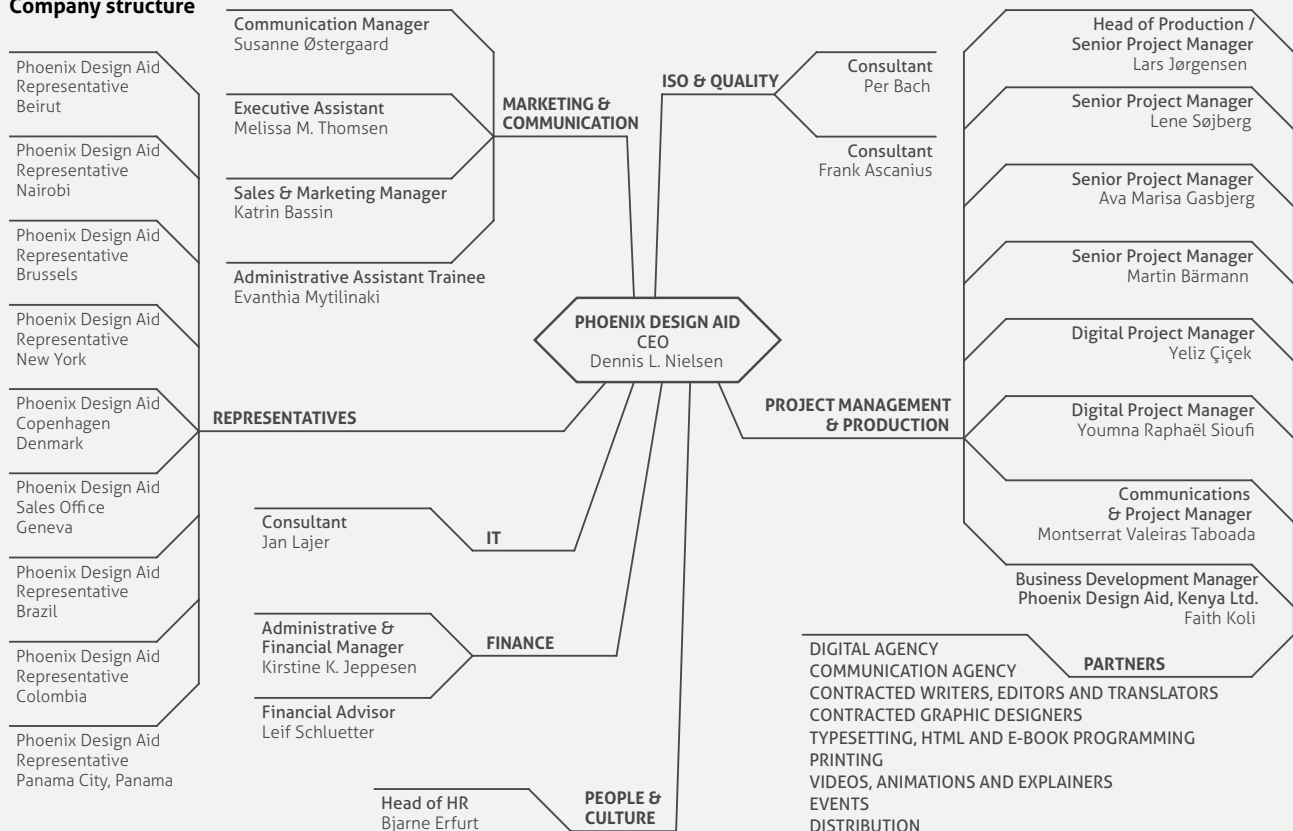 Company structure
Phoenix Design Aid
Representative
Beirut
Phoenix Design Aid
Representative
Nairobi
Phoenix Design Aid
Representative
Brussels
Phoenix Design Aid
Representative
New York
Phoenix Design Aid
Copenhagen
Denmark
Phoenix Design Aid
Sales Office
Geneva
Phoenix Design Aid
Representative
Brazil
Phoenix Design Aid
Representative
Colombia
Phoenix Design Aid
Representative
Panama City, Panama
REPRESENTATIVES
Communication Manager
Susanne Østergaard
Executive Assistant
Melissa M. Thomsen
Sales & Marketing Manager
Katrin Bassin
Administrative Assistant Trainee
Evanthia Mytilinaki
MARKETING &
COMMUNICATION
ISO & QUALITY
Consultant
Per Bach
Consultant
Frank Ascanius
PHOENIX DESIGN AID
CEO
Dennis L. Nielsen
Consultant
Jan Lajer
IT
Administrative &
Financial Manager
Kirstine K. Jeppesen
FINANCE
Financial Advisor
Leif Schluetter
Head of HR
Bjarne Erfurt
PEOPLE &
CULTURE
PROJECT MANAGEMENT
& PRODUCTION
Head of Production /
Senior Project Manager
Lars Jørgensen
Senior Project Manager
Lene Søjberg
Senior Project Manager
Ava Marisa Gasbjerg
Senior Project Manager
Martin Bärmann
Digital Project Manager
Yeliz Çiçek
Digital Project Manager
Youmna Raphaël Sioufi
Communications
& Project Manager
Montserrat Valeiras Taboada
Business Development Manager
Phoenix Design Aid, Kenya Ltd.
Faith Koli
PARTNERS
DIGITAL AGENCY
COMMUNICATION AGENCY
CONTRACTED WRITERS, EDITORS AND TRANSLATORS
CONTRACTED GRAPHIC DESIGNERS
TYPESETTING, HTML AND E-BOOK PROGRAMMING
PRINTING
VIDEOS, ANIMATIONS AND EXPLAINERS
EVENTS
DISTRIBUTION